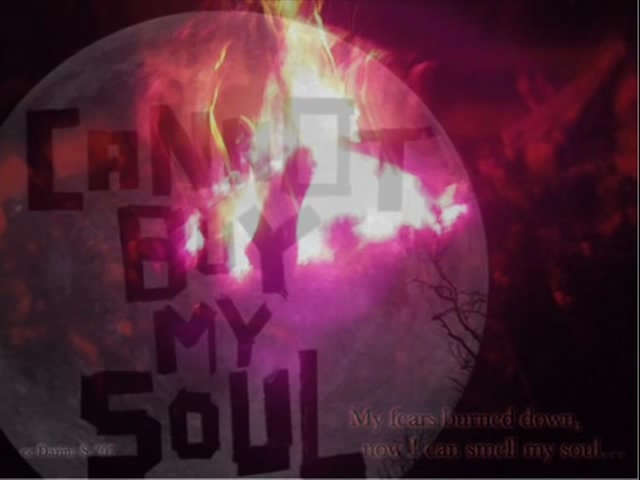 CaNNOT
BUY
MY
SOUL
My fears burned down,
now I can smell my soul...